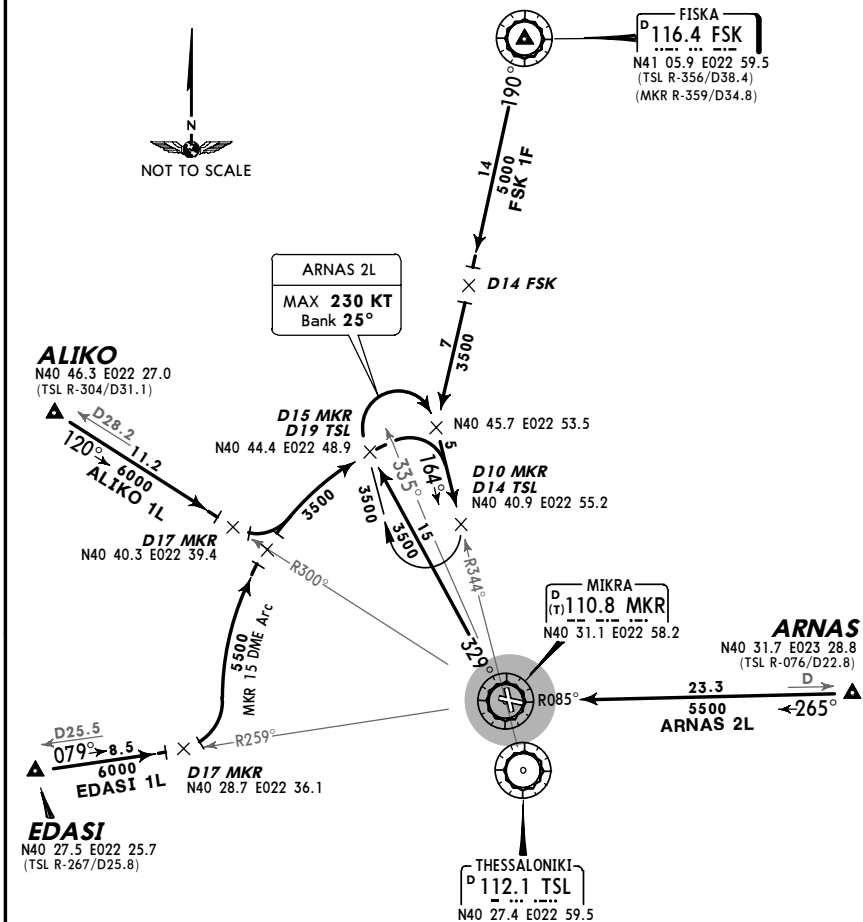 FISKA
D 116.4 FSK
N41 05.9 E022 59.5
(TSL R-356/D38.4)
(MKR R-359/D34.8)
N
NOT TO SCALE
190°
14
5000
FSK 1F
D14 FSK
ARNAS 2L
MAX 230 KT
Bank 25°
7
3500
ALIKO
N40 46.3 E022 27.0
(TSL R-304/D31.1)
D28.2
11.2
120°
6000
ALIKO 1L
D15 MKR
D19 TSL
N40 44.4 E022 48.9
N40 45.7 E022 53.5
5
164°
335°
D10 MKR
D14 TSL
N40 40.9 E022 55.2
3500
3500
3500
15
D17 MKR
N40 40.3 E022 39.4
R300°
R344°
5500
MKR 15 DME Arc
329°
MIKRA
D
(T) 110.8 MKR
N40 31.1 E022 58.2
ARNAS
N40 31.7 E023 28.8
(TSL R-076/D22.8)
R085°
23.3
D
5500
265°
ARNAS 2L
R259°
D25.5
079°
8.5
6000
EDASI 1L
D17 MKR
N40 28.7 E022 36.1
EDASI
N40 27.5 E022 25.7
(TSL R-267/D25.8)
THESSALONIKI
D 112.1 TSL
N40 27.4 E022 59.5